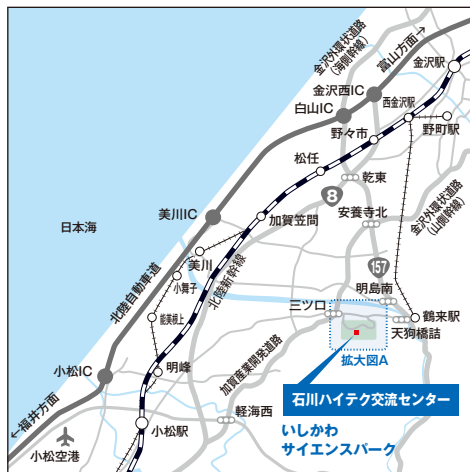 金沢外環状道路
(海側幹線)
富山方面→
金沢駅
金沢西IC
西金沢駅
白山IC
野々市
野町駅
松任
乾東
8
美川IC
加賀笠間
安養寺北
金沢外環状道路
(山側幹線)
日本海
美川
小舞子
北陸新幹線
157
北陸自動車道
能美根上
明島南
三ツ口
鶴来駅
天狗橋詰
加賀産業開発道路
拡大図A
小松IC
明峰
石川ハイテク交流センター
←福井方面
軽海西
いしかわ
サイエンスパーク
小松駅
小松空港